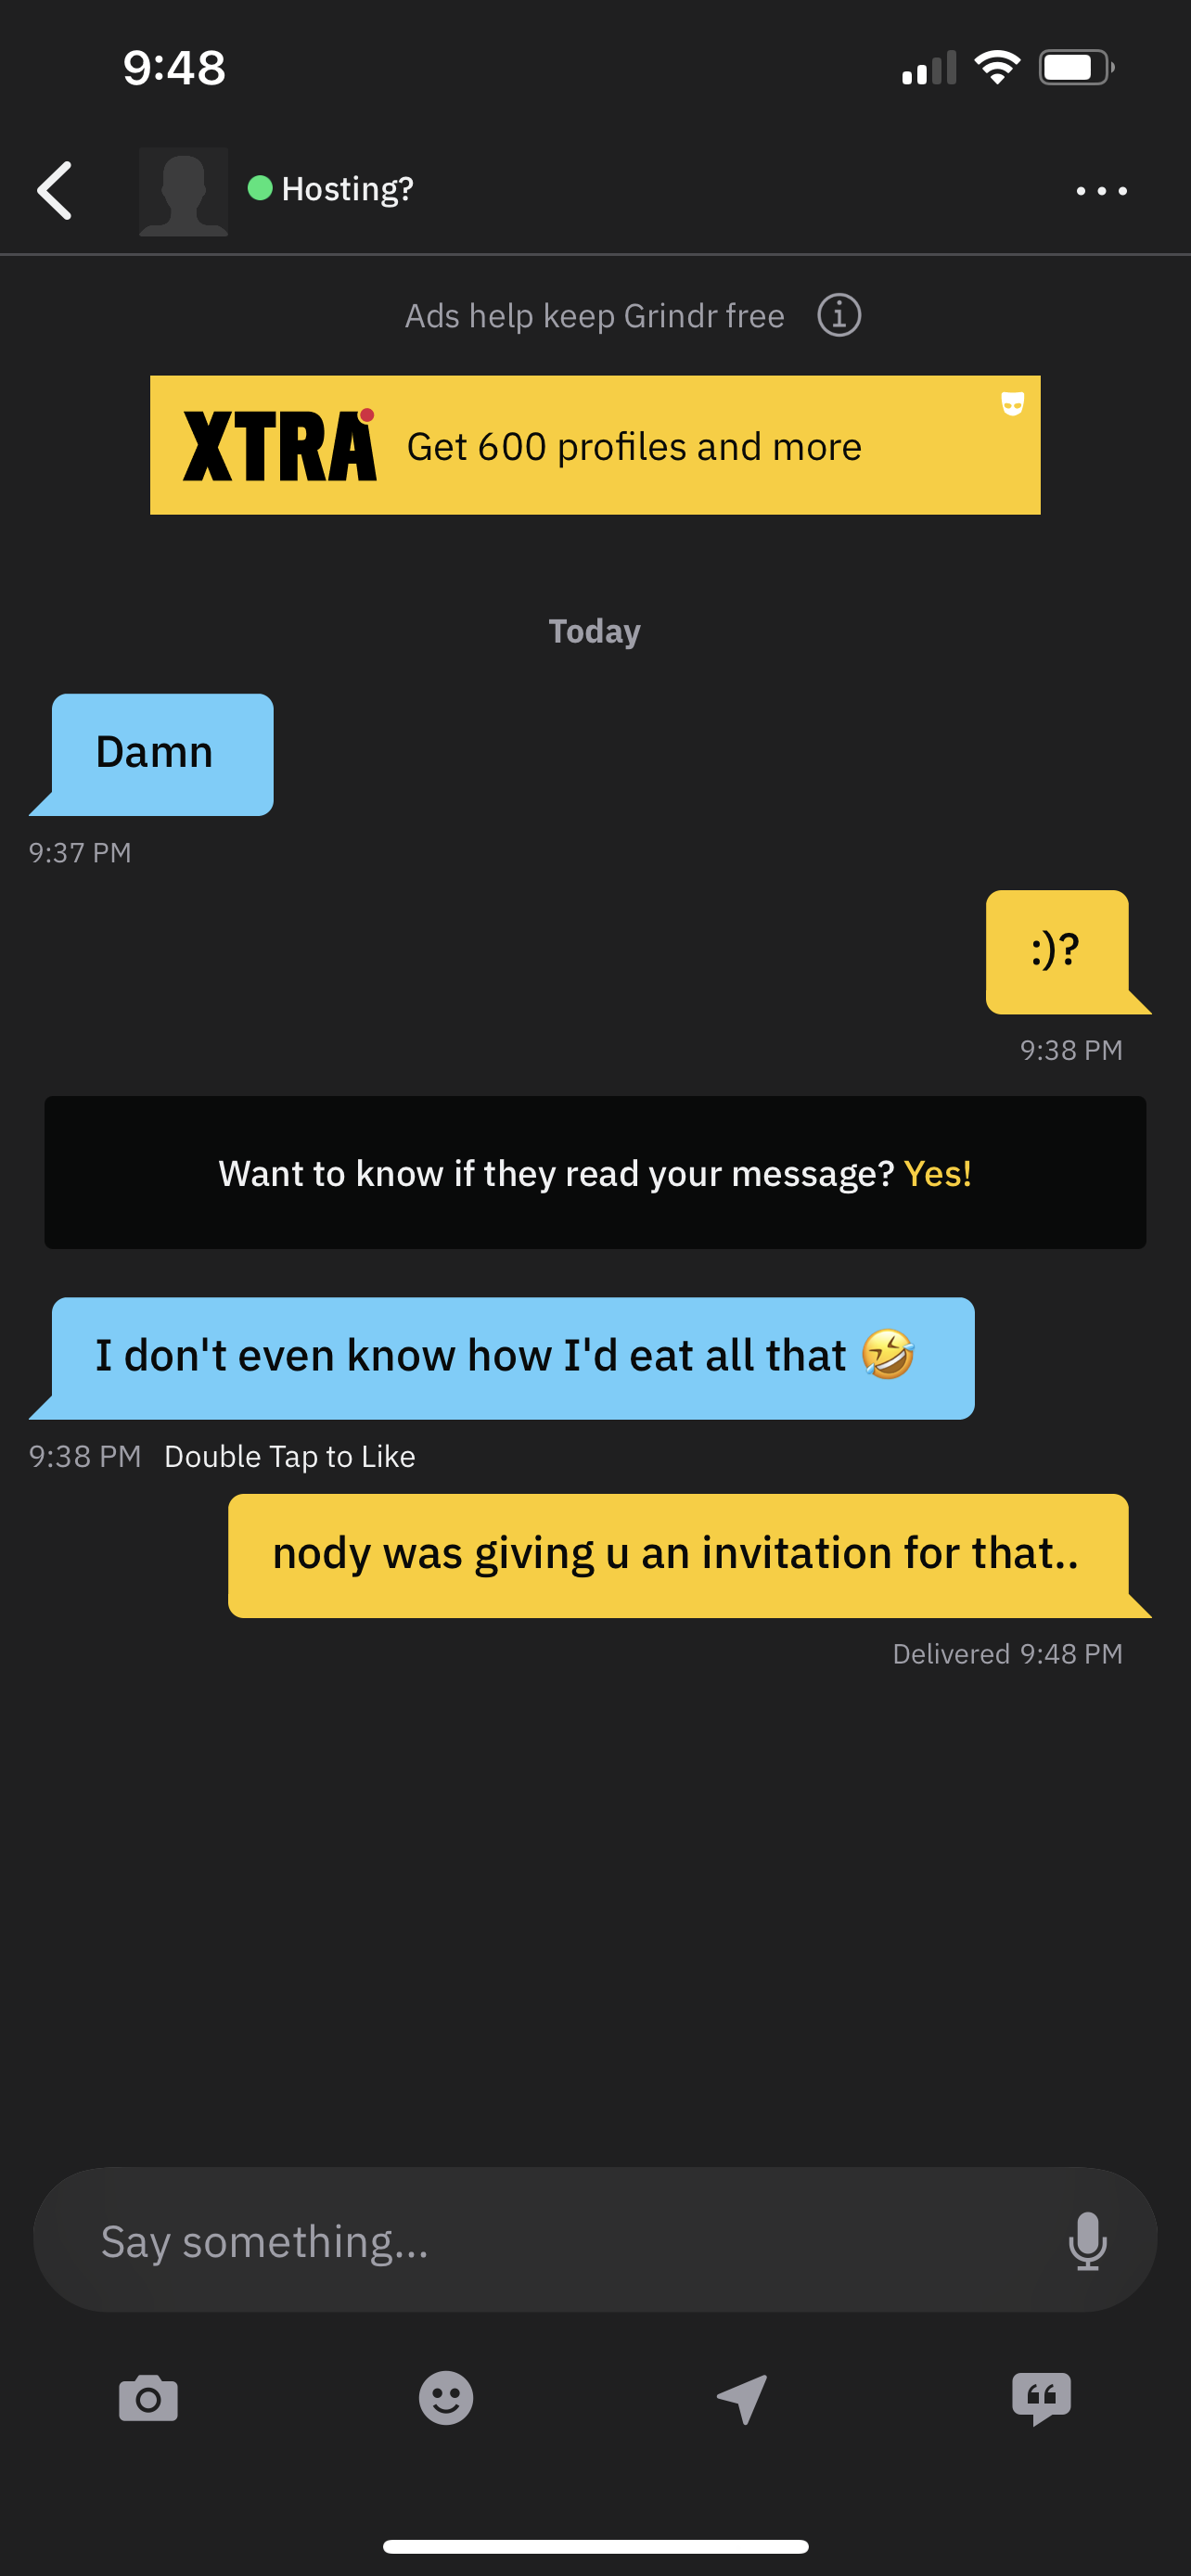 9:48
Hosting?
Ads help keep Grindr free
XTRA Get 600 profiles and more
Today
Damn
9:37 PM
:)?
9:38 PM
Want to know if they read your message? Yes!
I don't even know how I'd eat all that 🤣
9:38 PM Double Tap to Like
nody was giving u an invitation for that..
Delivered 9:48 PM
Say something...